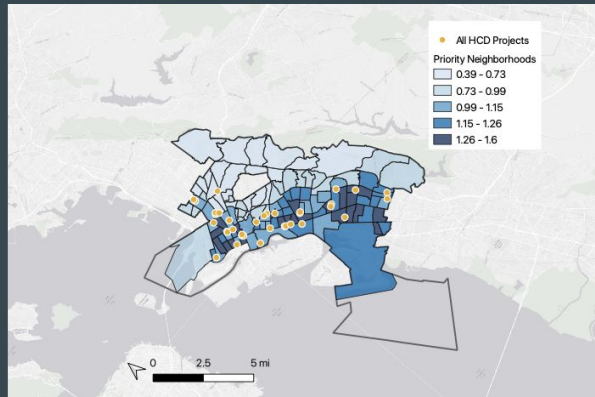 All HCD Projects
Priority Neighborhoods
0.39 - 0.73
0.73 - 0.99
0.99 - 1.15
1.15 - 1.26
1.26 - 1.6
0 2.5 5 mi